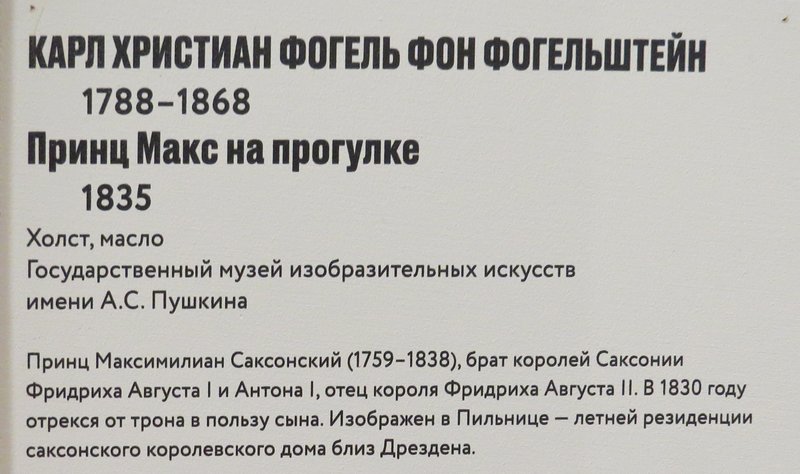 КАРЛ ХРИСТИАН ФОГЕЛЬ ФОН ФОГЕЛЬШТЕЙН
1788–1868
Принц Макс на прогулке
1835
Холст, масло
Государственный музей изобразительных искусств
имени А.С. Пушкина
Принц Максимилиан Саксонский (1759–1838), брат королей Саксонии
Фридриха Августа I и Антона I, отец короля Фридриха Августа II. В 1830 году
отрекся от трона в пользу сына. Изображен в Пильнице — летней резиденции
саксонского королевского дома близ Дрездена.